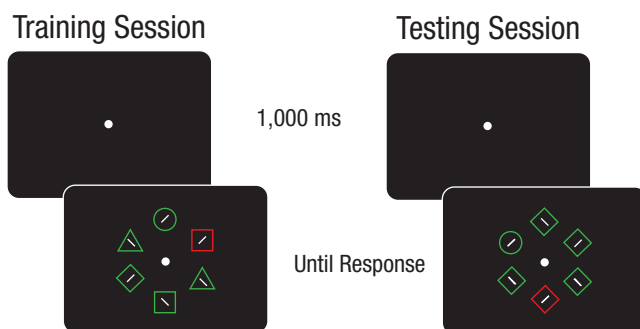 Training Session
Testing Session
1,000 ms
Until Response